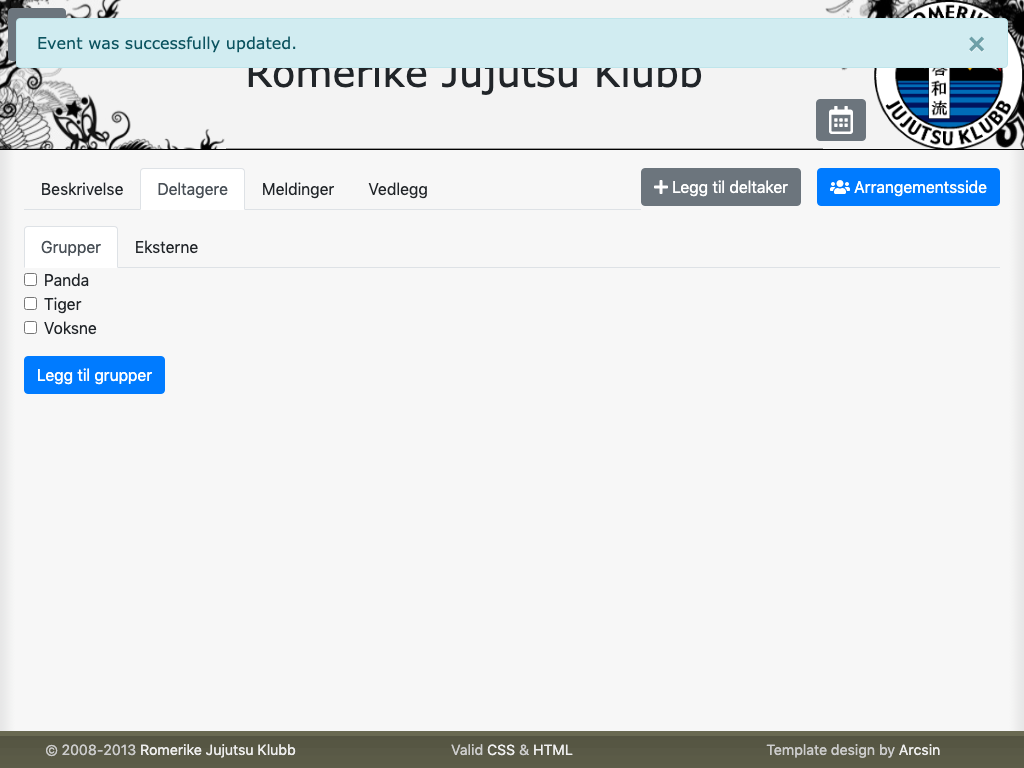 Event was successfully updated.
×
Romerike Jujutsu Klubb
ROMERIK
和
流
JUJUTSU KLUBB
Beskrivelse
Deltagere
Meldinger
Vedlegg
Legg til deltaker
Arrangementsside
Grupper
Eksterne
Panda
Tiger
Voksne
Legg til grupper
© 2008-2013 Romerike Jujutsu Klubb
Valid CSS & HTML
Template design by Arcsin